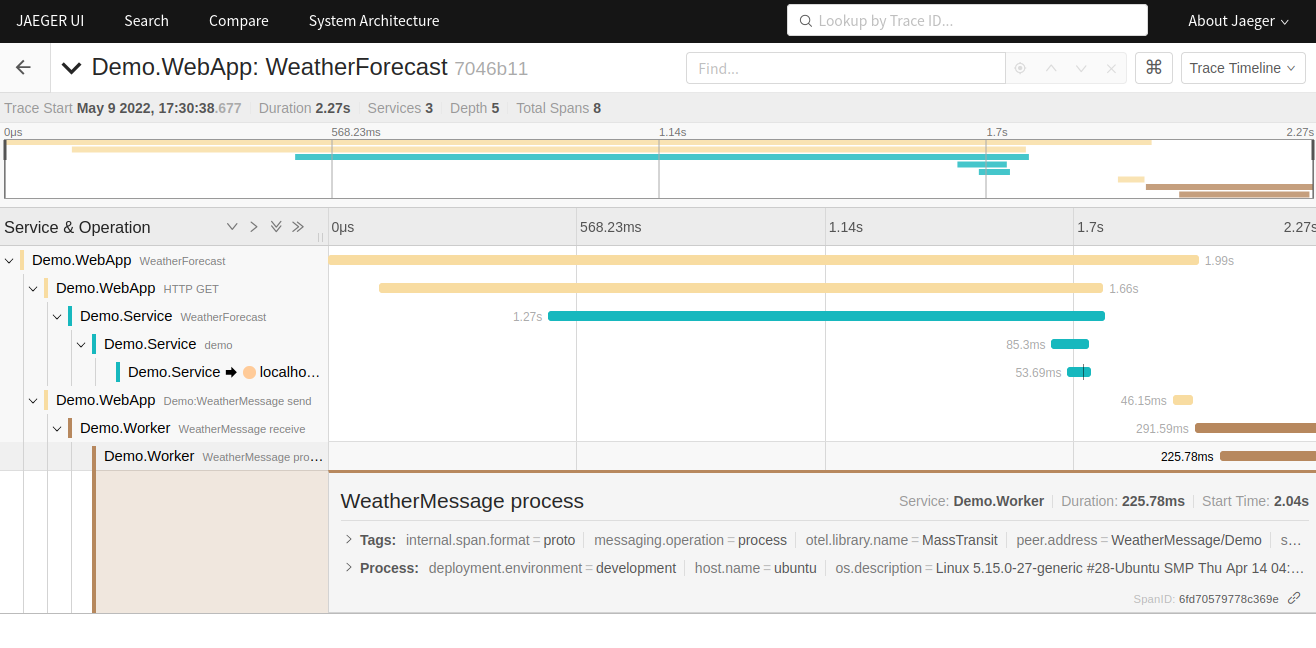 JAEGER UI Search Compare System Architecture Lookup by Trace ID... About Jaeger
Demo.WebApp: WeatherForecast 7046b11 Find... ⌘ Trace Timeline
Trace Start May 9 2022, 17:30:38.677 Duration 2.27s Services 3 Depth 5 Total Spans 8
0μs 568.23ms 1.14s 1.7s 2.27s
Service & Operation 0μs 568.23ms 1.14s 1.7s 2.27s
Demo.WebApp WeatherForecast 1.99s
Demo.WebApp HTTP GET 1.66s
Demo.Service WeatherForecast 1.27s
Demo.Service demo 85.3ms
Demo.Service localho... 53.69ms
Demo.WebApp Demo:WeatherMessage send 46.15ms
Demo.Worker WeatherMessage receive 291.59ms
Demo.Worker WeatherMessage pro... 225.78ms
WeatherMessage process Service: Demo.Worker Duration: 225.78ms Start Time: 2.04s
Tags: internal.span.format = proto messaging.operation = process otel.library.name = MassTransit peer.address = WeatherMessage/Demo s...
Process: deployment.environment = development host.name = ubuntu os.description = Linux 5.15.0-27-generic #28-Ubuntu SMP Thu Apr 14 04:...
SpanID: 6fd70579778c369e